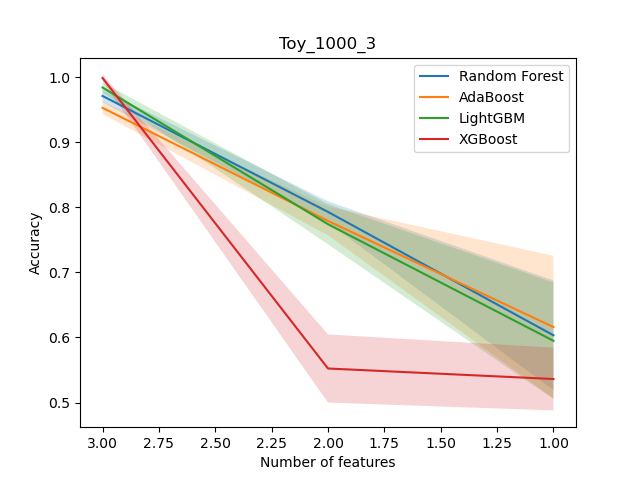 Toy_1000_3
Random Forest
AdaBoost
LightGBM
XGBoost
Accuracy
1.0
0.9
0.8
0.7
0.6
0.5
3.00 2.75 2.50 2.25 2.00 1.75 1.50 1.25 1.00
Number of features